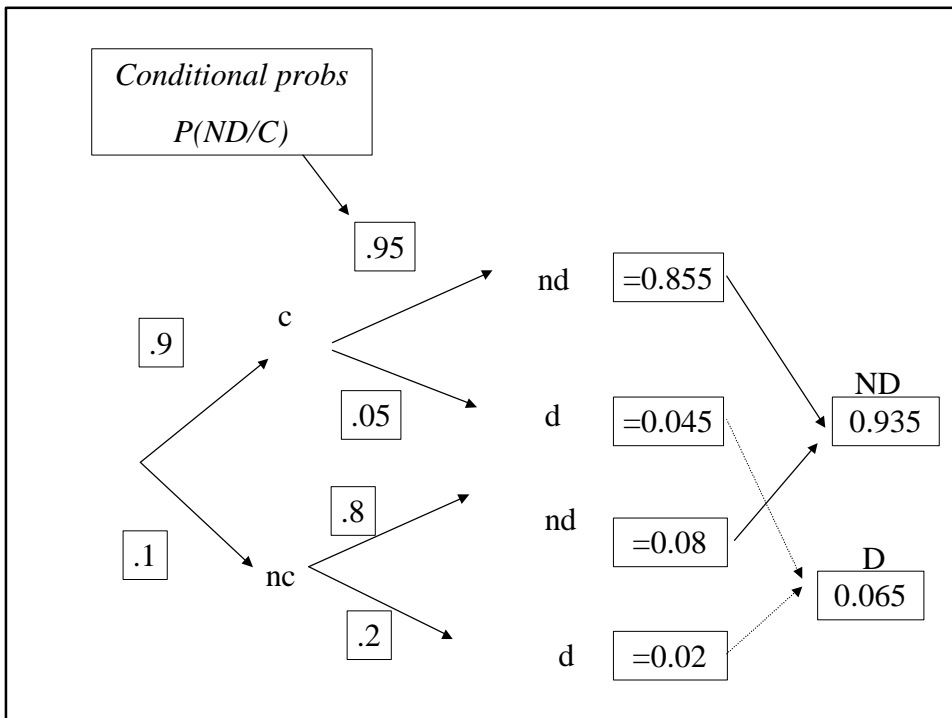 Conditional probs
P(ND/C)
.95
nd
=0.855
c
.9
ND
.05
d
=0.045
0.935
.8
nd
.1
=0.08
D
nc
0.065
.2
d
=0.02